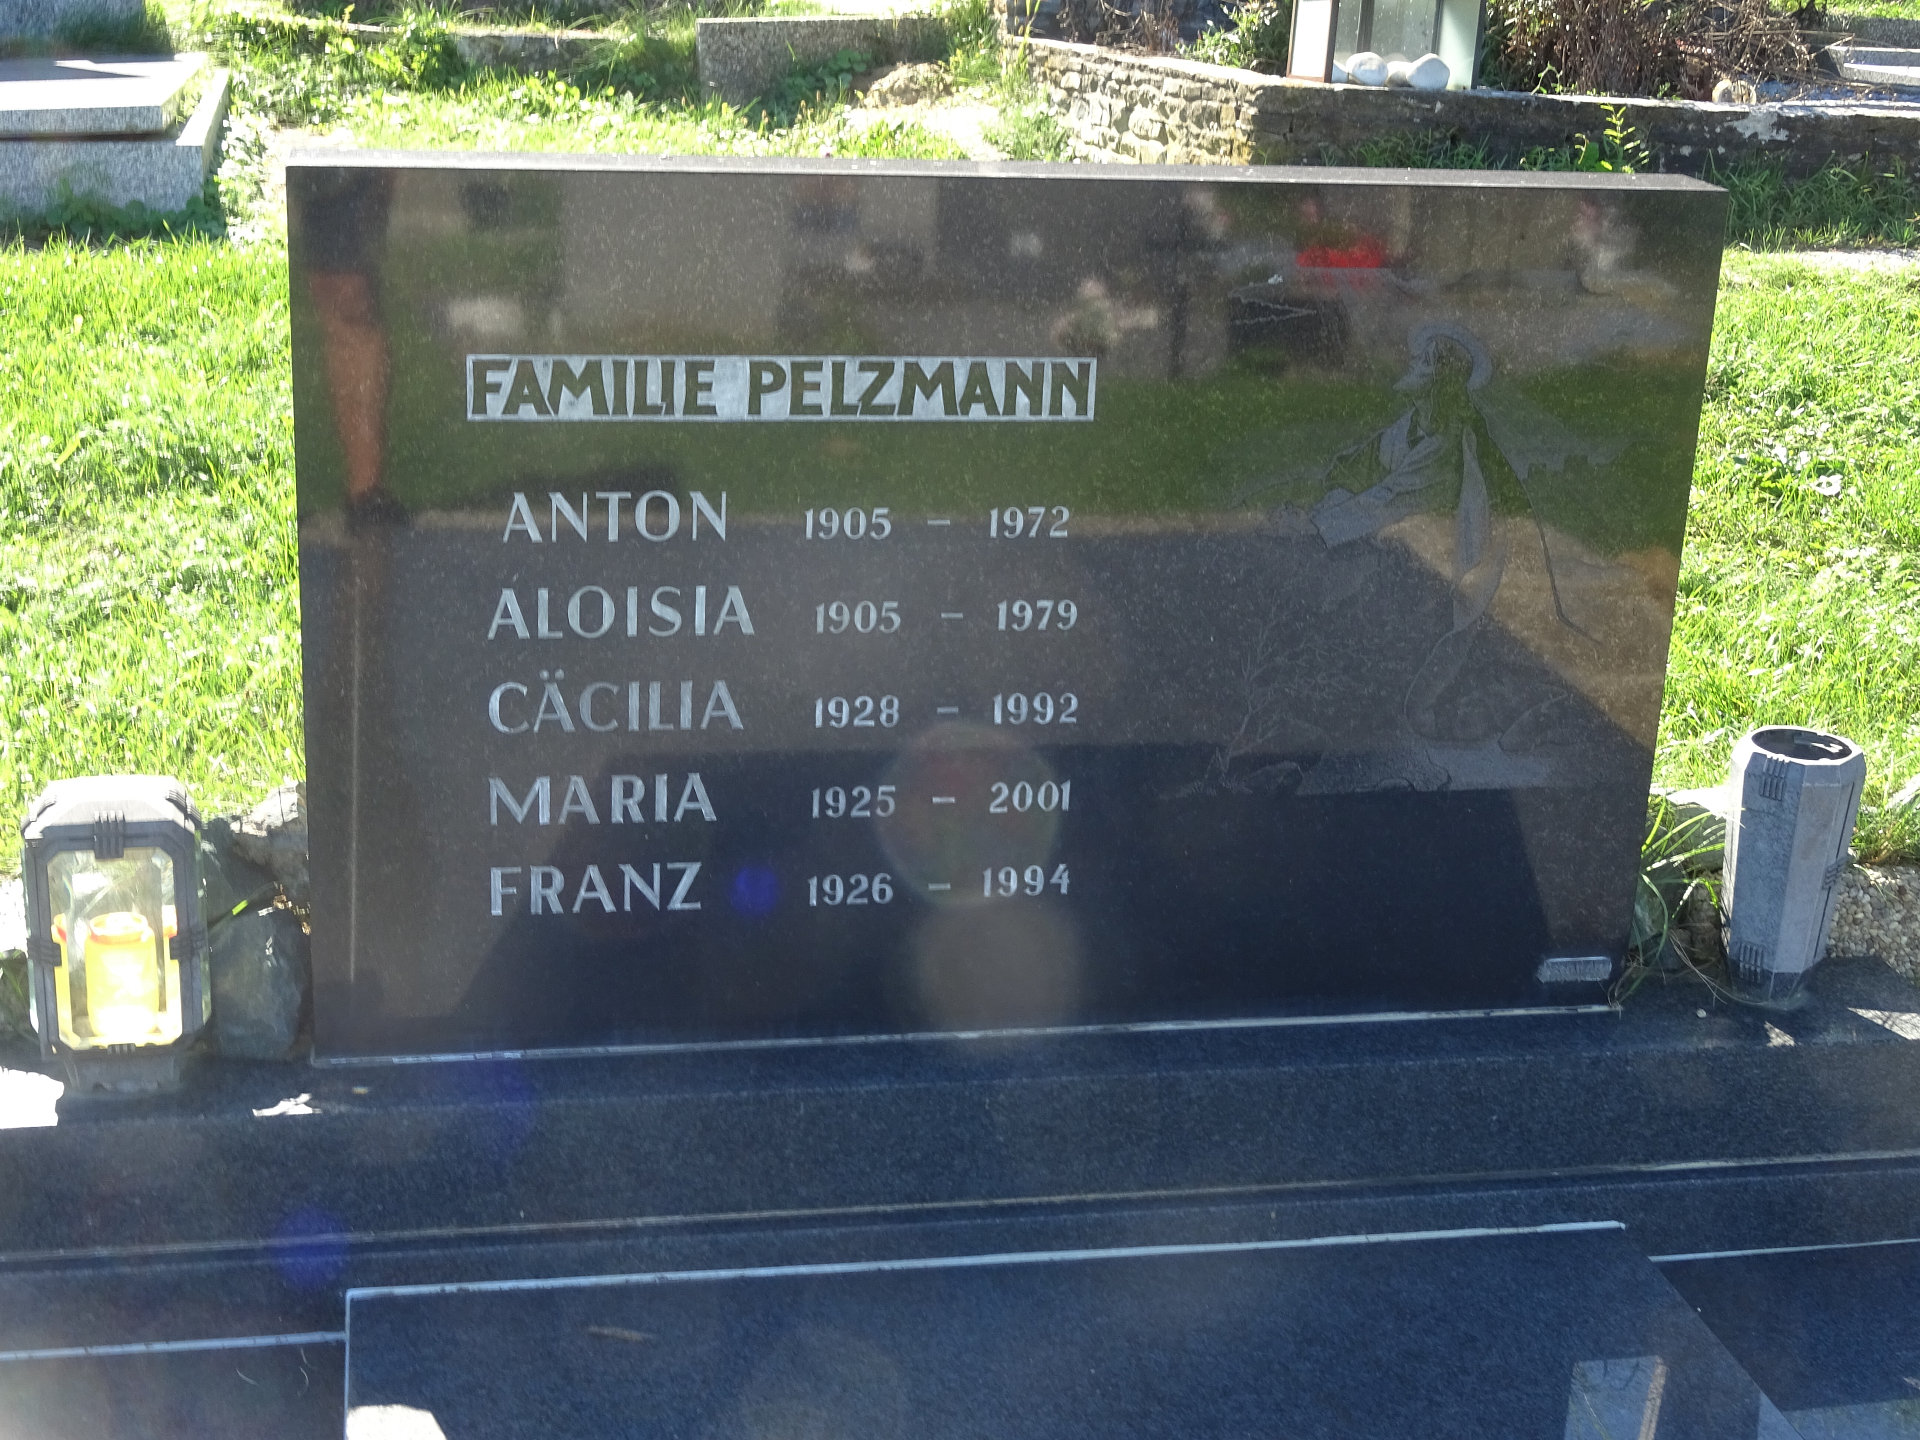 FAMILIE PELZMANN
ANTON 1905 – 1972
ALOISIA 1905 – 1979
CÄCILIA 1928 – 1992
MARIA 1925 – 2001
FRANZ 1926 – 1994